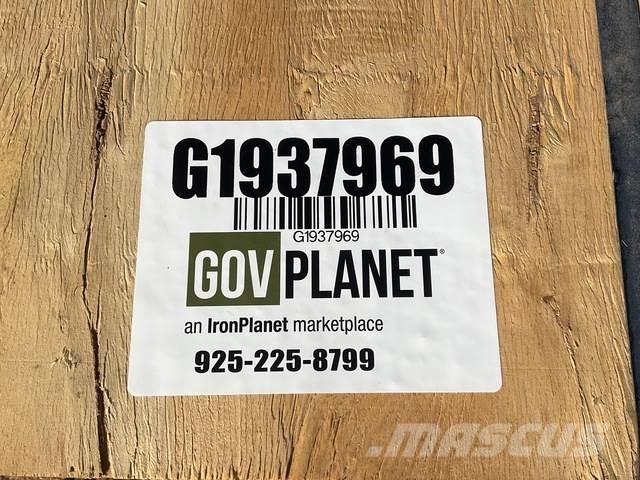 G1937969
G1937969
GOV PLANET®
an IronPlanet marketplace
925-225-8799
.mascus